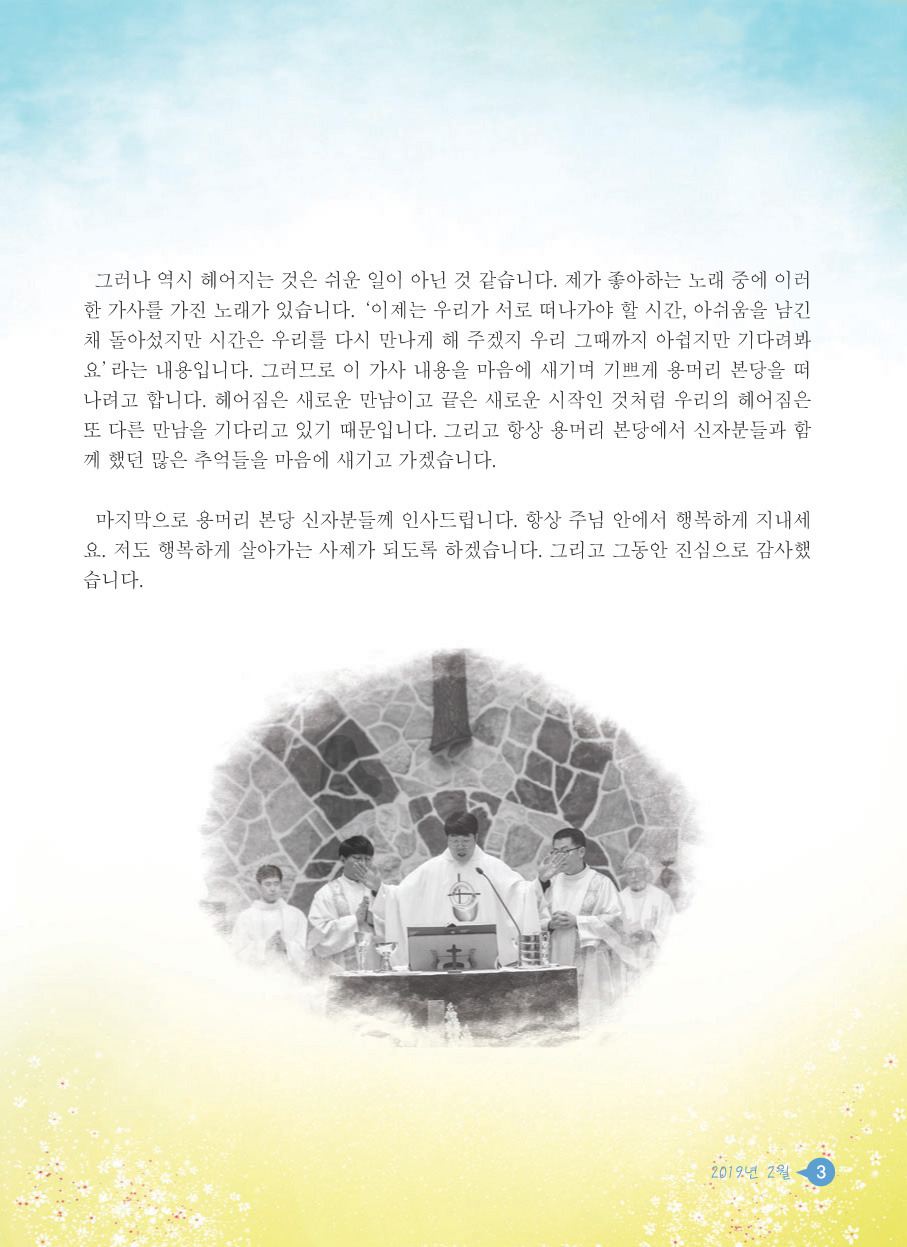 그러나 역시 헤어지는 것은 쉬운 일이 아닌 것 같습니다. 제가 좋아하는 노래 중에 이러
한 가사를 가진 노래가 있습니다. ‘이제는 우리가 서로 떠나가야 할 시간, 아쉬움을 남긴
채 돌아섰지만 시간은 우리를 다시 만나게 해 주겠지 우리 그때까지 아쉽지만 기다려봐
요’라는 내용입니다. 그러므로 이 가사 내용을 마음에 새기며 기쁘게 용머리 본당을 떠
나려고 합니다. 헤어짐은 새로운 만남이고 끝은 새로운 시작인 것처럼 우리의 헤어짐은
또 다른 만남을 기다리고 있기 때문입니다. 그리고 항상 용머리 본당에서 신자분들과 함
께 했던 많은 추억들을 마음에 새기고 가겠습니다.
마지막으로 용머리 본당 신자분들께 인사드립니다. 항상 주님 안에서 행복하게 지내세
요. 저도 행복하게 살아가는 사제가 되도록 하겠습니다. 그리고 그동안 진심으로 감사했
습니다.
2019년 2월 3